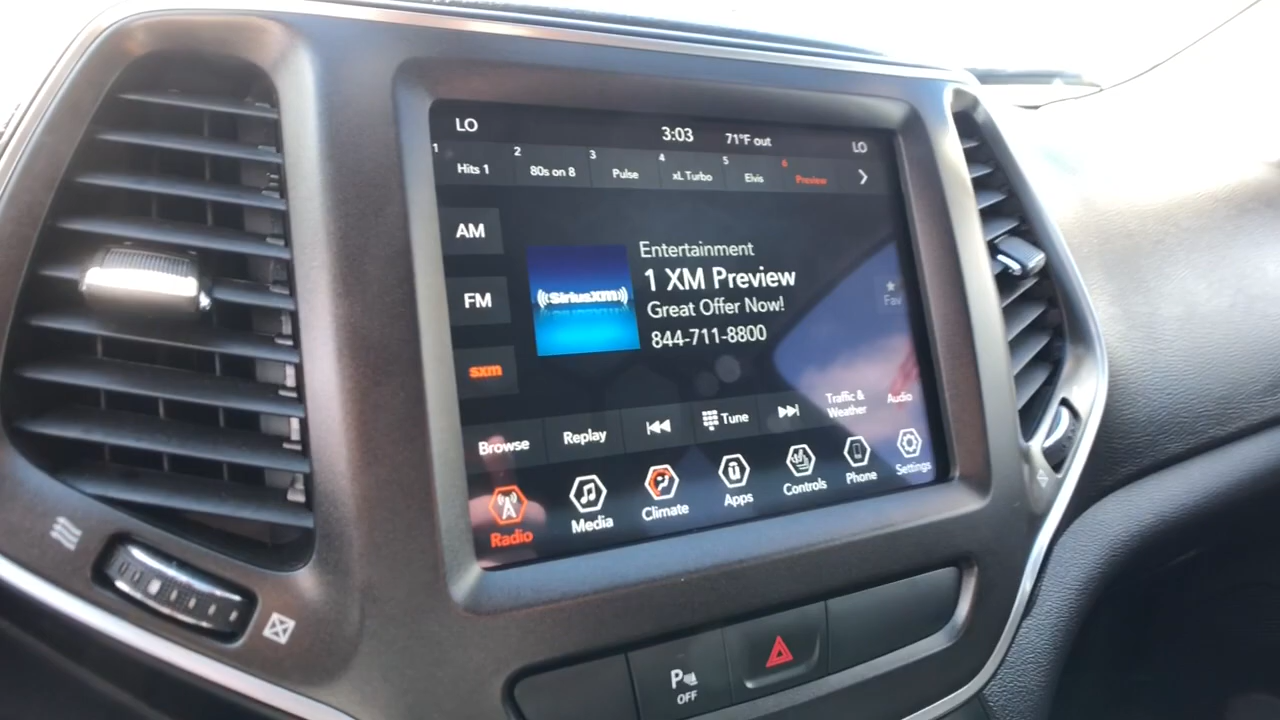 LO 3:03 71°F out LO
1 Hits 1 2 80s on 8 3 Pulse 4 xL Turbo 5 Elvis 6 Preview
AM
FM
sxm
((SiriusXM))
Entertainment
1 XM Preview
Great Offer Now!
844-711-8800
Fav
Browse Replay Tune Traffic & Weather Audio
Radio Media Climate Apps Controls Phone Settings
P OFF